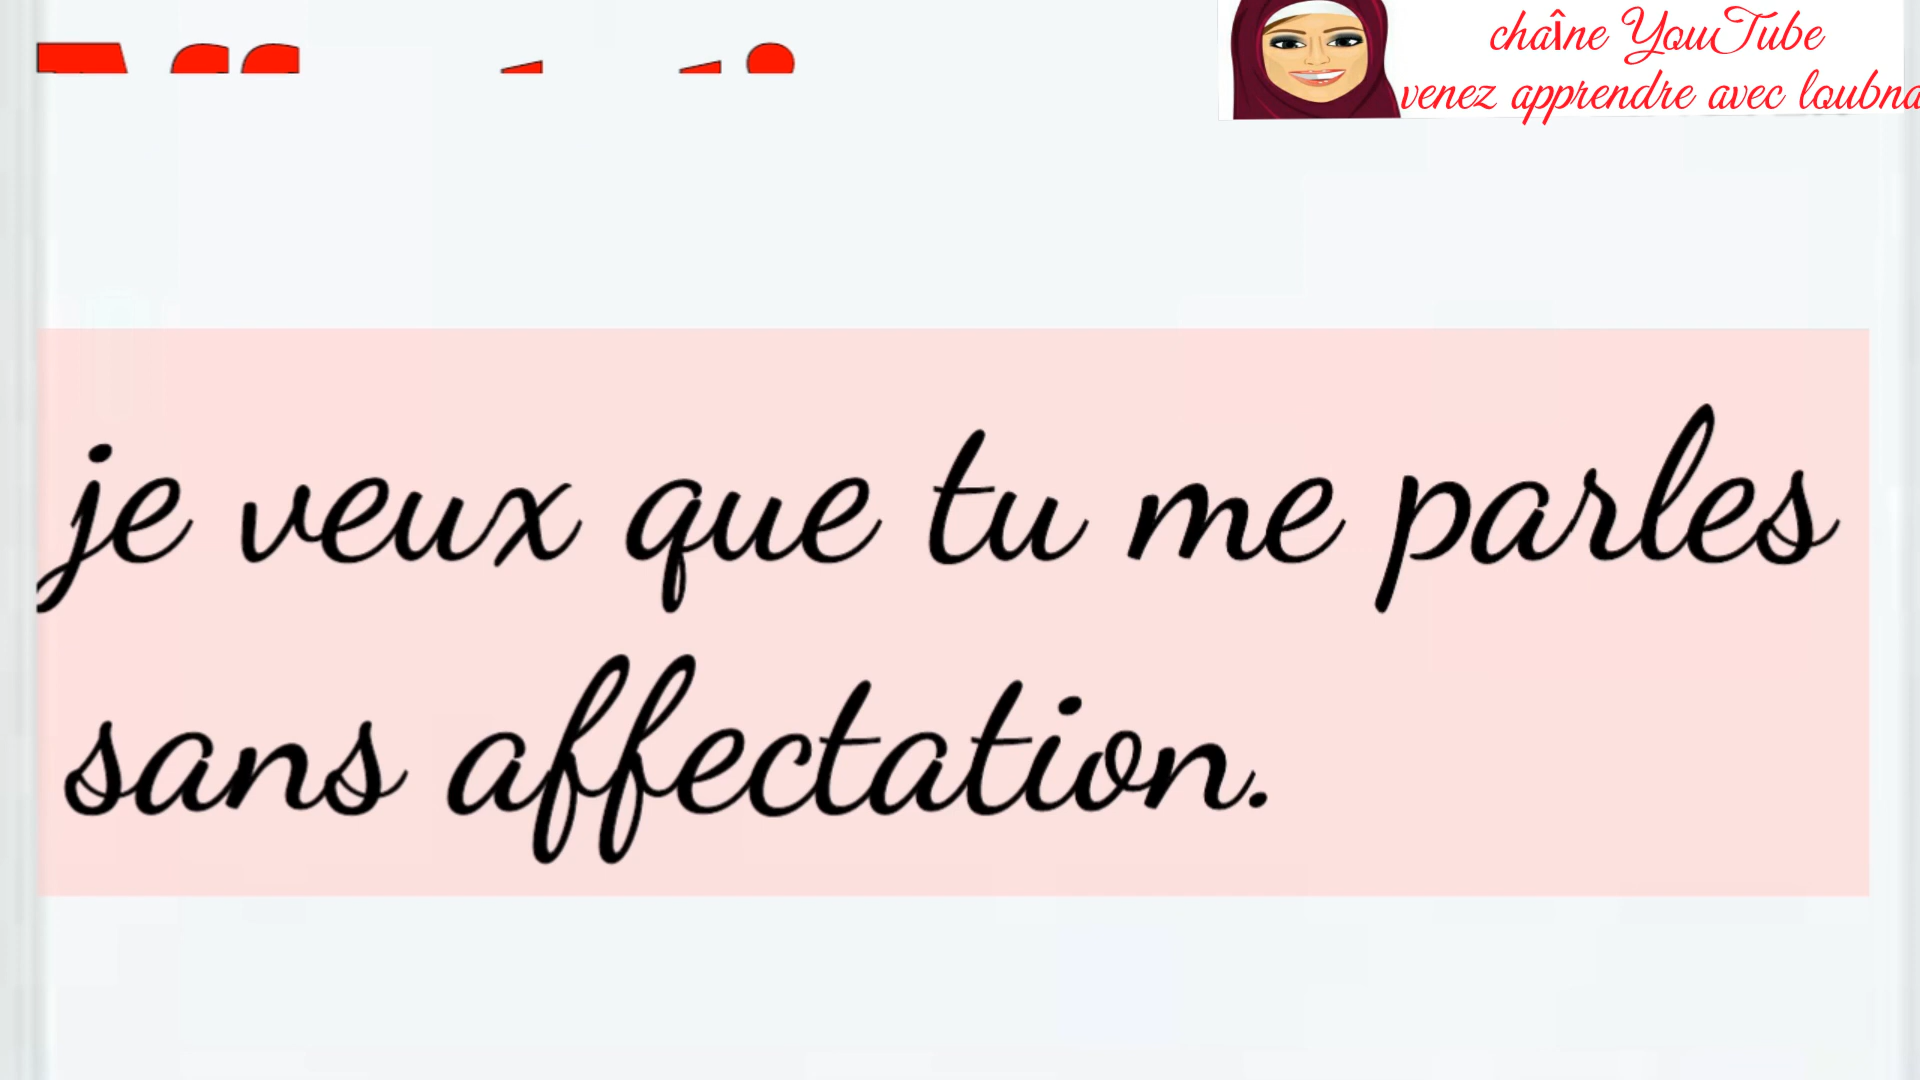 chaîne YouTube
venez apprendre avec loubna
je veux que tu me parles
sans affectation.